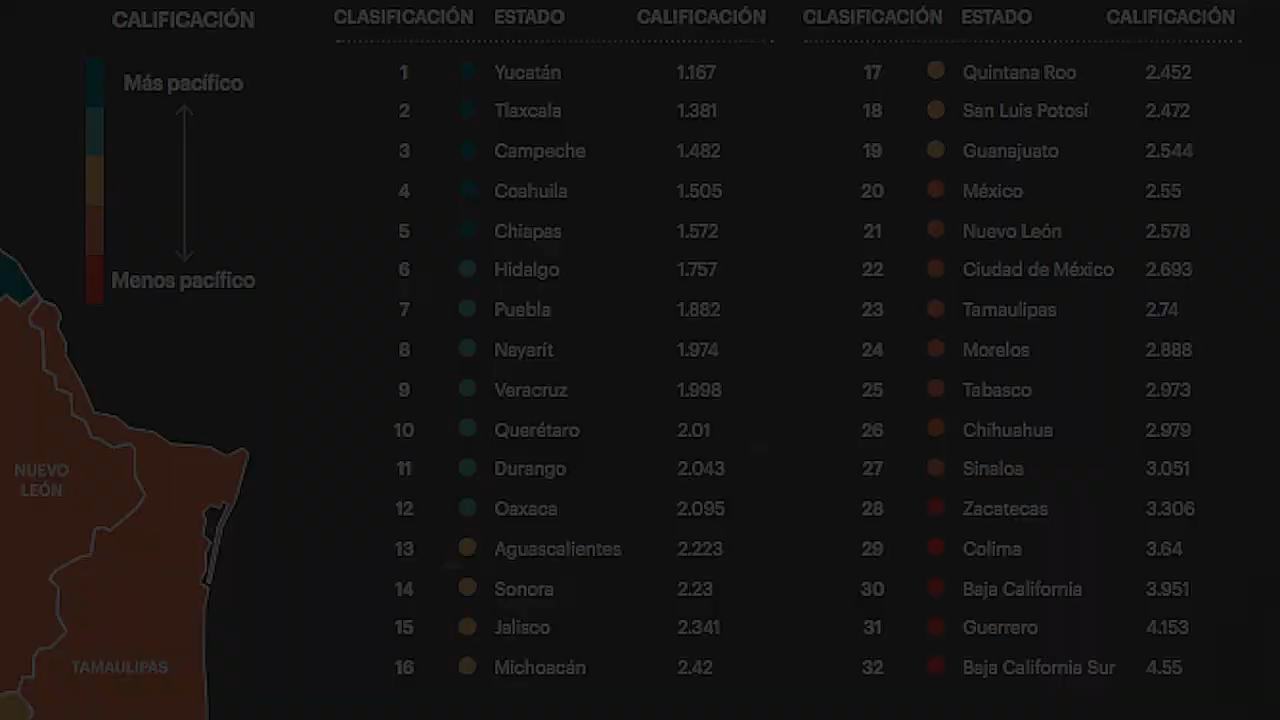 CALIFICACIÓN
Más pacífico
Menos pacífico
NUEVO
LEÓN
TAMAULIPAS
CLASIFICACIÓN ESTADO CALIFICACIÓN
1 Yucatán 1.167
2 Tlaxcala 1.381
3 Campeche 1.482
4 Coahuila 1.505
5 Chiapas 1.572
6 Hidalgo 1.757
7 Puebla 1.882
8 Nayarit 1.974
9 Veracruz 1.998
10 Querétaro 2.01
11 Durango 2.043
12 Oaxaca 2.095
13 Aguascalientes 2.223
14 Sonora 2.23
15 Jalisco 2.341
16 Michoacán 2.42
CLASIFICACIÓN ESTADO CALIFICACIÓN
17 Quintana Roo 2.452
18 San Luis Potosí 2.472
19 Guanajuato 2.544
20 México 2.55
21 Nuevo León 2.578
22 Ciudad de México 2.693
23 Tamaulipas 2.74
24 Morelos 2.888
25 Tabasco 2.973
26 Chihuahua 2.979
27 Sinaloa 3.051
28 Zacatecas 3.306
29 Colima 3.64
30 Baja California 3.951
31 Guerrero 4.153
32 Baja California Sur 4.55